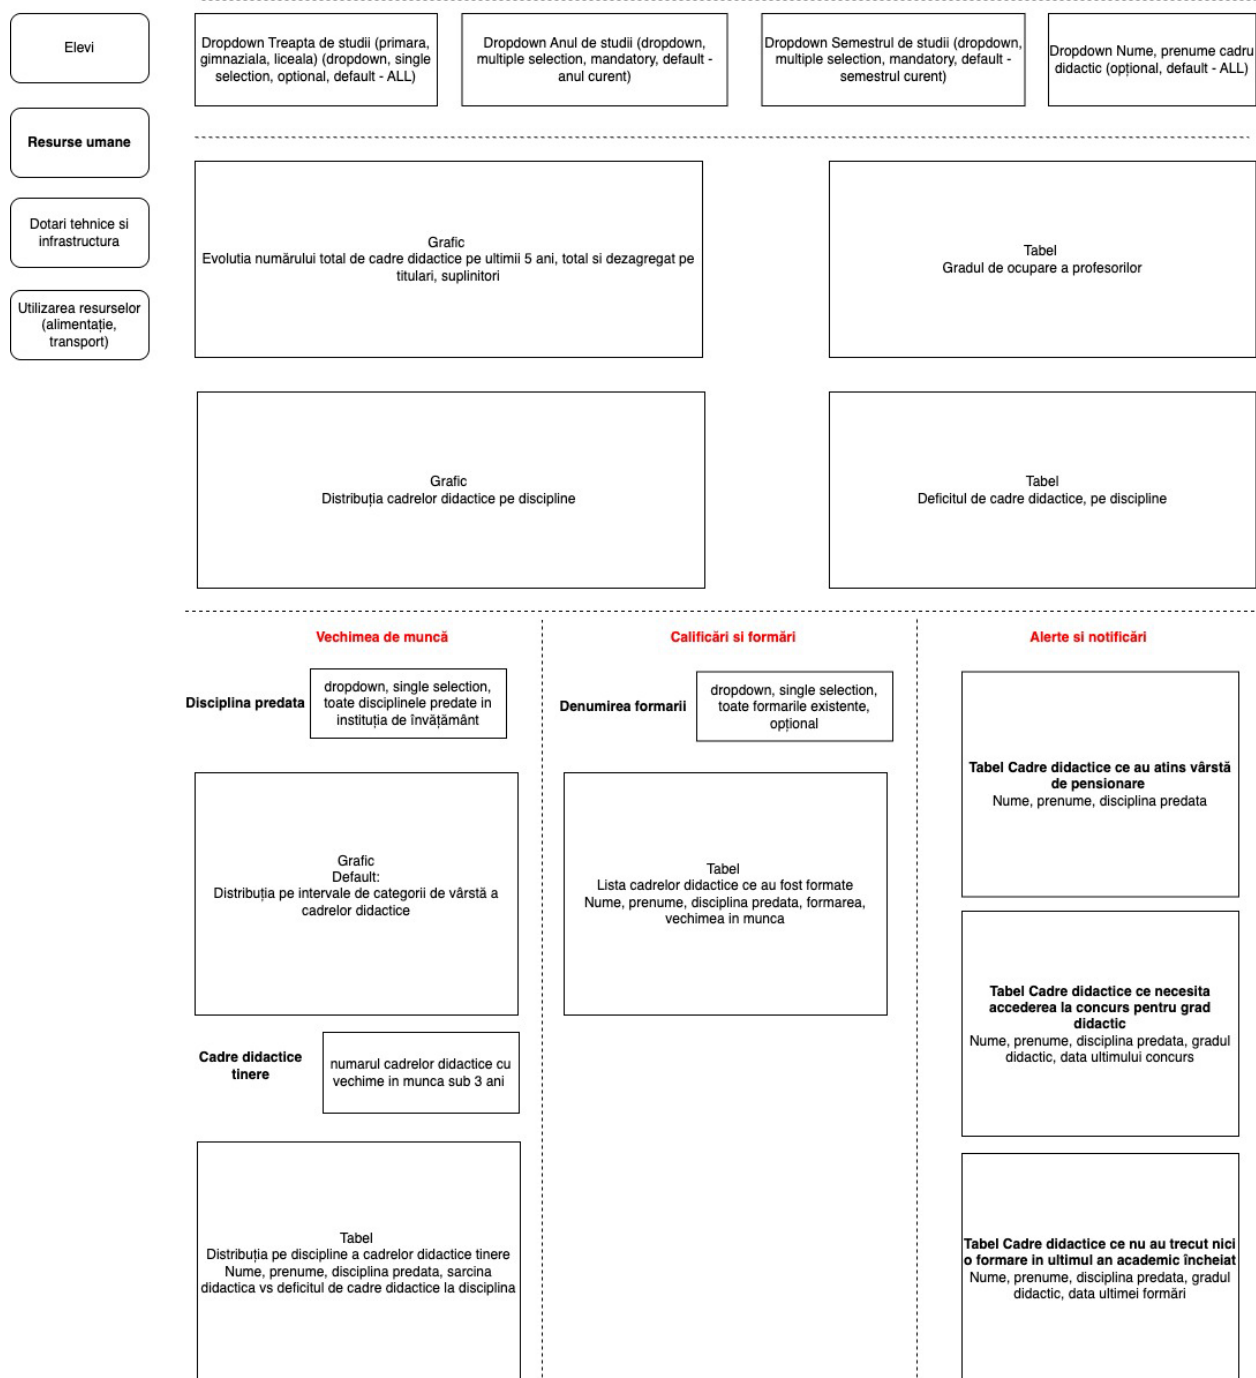 Elevi
Resurse umane
Dotari tehnice si
infrastructura
Utilizarea resurselor
(alimentație,
transport)
Dropdown Treapta de studii (primara,
gimnaziala, liceala) (dropdown, single
selection, optional, default - ALL)
Dropdown Anul de studii (dropdown,
multiple selection, mandatory, default -
anul curent)
Dropdown Semestrul de studii (dropdown,
multiple selection, mandatory, default -
semestrul curent)
Dropdown Nume, prenume cadru
didactic (opțional, default - ALL)
Grafic
Evolutia numărului total de cadre didactice pe ultimii 5 ani, total si dezagregat pe
titulari, suplinitori
Tabel
Gradul de ocupare a profesorilor
Grafic
Distribuția cadrelor didactice pe discipline
Tabel
Deficitul de cadre didactice, pe discipline
Vechimea de muncă
Disciplina predata
dropdown, single selection,
toate disciplinele predate in
instituția de învățământ
Grafic
Default:
Distribuția pe intervale de categorii de vârstă a
cadrelor didactice
Cadre didactice
tinere
numarul cadrelor didactice cu
vechime in munca sub 3 ani
Tabel
Distribuția pe discipline a cadrelor didactice tinere
Nume, prenume, disciplina predata, sarcina
didactica vs deficitul de cadre didactice la disciplina
Calificări si formări
Denumirea formarii
dropdown, single selection,
toate formarile existente,
opțional
Tabel
Lista cadrelor didactice ce au fost formate
Nume, prenume, disciplina predata, formarea,
vechimea in munca
Alerte si notificări
Tabel Cadre didactice ce au atins vârstă
de pensionare
Nume, prenume, disciplina predata
Tabel Cadre didactice ce necesita
accederea la concurs pentru grad
didactic
Nume, prenume, disciplina predata, gradul
didactic, data ultimului concurs
Tabel Cadre didactice ce nu au trecut nici
o formare in ultimul an academic încheiat
Nume, prenume, disciplina predata, gradul
didactic, data ultimei formări